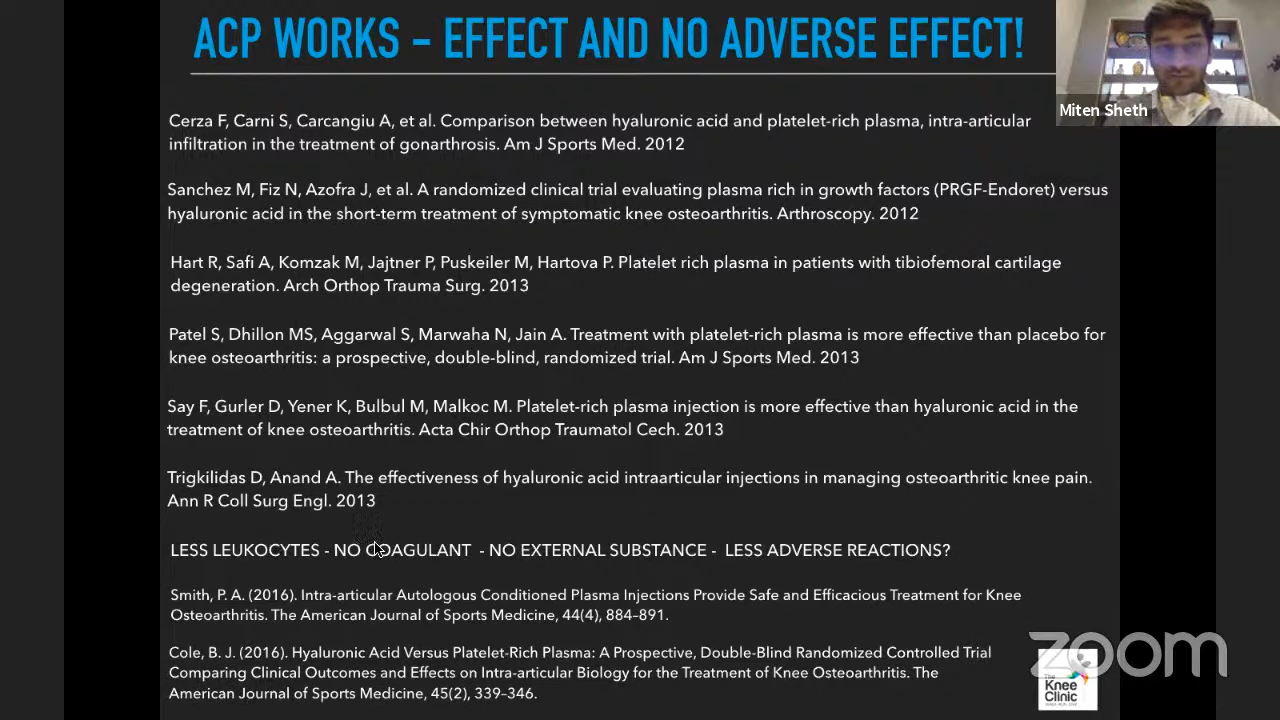 ACP WORKS – EFFECT AND NO ADVERSE EFFECT!
Miten Sheth
Cerza F, Carni S, Carcangiu A, et al. Comparison between hyaluronic acid and platelet-rich plasma, intra-articular
infiltration in the treatment of gonarthrosis. Am J Sports Med. 2012
Sanchez M, Fiz N, Azofra J, et al. A randomized clinical trial evaluating plasma rich in growth factors (PRGF-Endoret) versus
hyaluronic acid in the short-term treatment of symptomatic knee osteoarthritis. Arthroscopy. 2012
Hart R, Safi A, Komzak M, Jajtner P, Puskeiler M, Hartova P. Platelet rich plasma in patients with tibiofemoral cartilage
degeneration. Arch Orthop Trauma Surg. 2013
Patel S, Dhillon MS, Aggarwal S, Marwaha N, Jain A. Treatment with platelet-rich plasma is more effective than placebo for
knee osteoarthritis: a prospective, double-blind, randomized trial. Am J Sports Med. 2013
Say F, Gurler D, Yener K, Bulbul M, Malkoc M. Platelet-rich plasma injection is more effective than hyaluronic acid in the
treatment of knee osteoarthritis. Acta Chir Orthop Traumatol Cech. 2013
Trigkilidas D, Anand A. The effectiveness of hyaluronic acid intraarticular injections in managing osteoarthritic knee pain.
Ann R Coll Surg Engl. 2013
LESS LEUKOCYTES - NO COAGULANT - NO EXTERNAL SUBSTANCE - LESS ADVERSE REACTIONS?
Smith, P. A. (2016). Intra-articular Autologous Conditioned Plasma Injections Provide Safe and Efficacious Treatment for Knee
Osteoarthritis. The American Journal of Sports Medicine, 44(4), 884–891.
Cole, B. J. (2016). Hyaluronic Acid Versus Platelet-Rich Plasma: A Prospective, Double-Blind Randomized Controlled Trial
Comparing Clinical Outcomes and Effects on Intra-articular Biology for the Treatment of Knee Osteoarthritis. The
American Journal of Sports Medicine, 45(2), 339–346.
zoom
The
Knee
Clinic